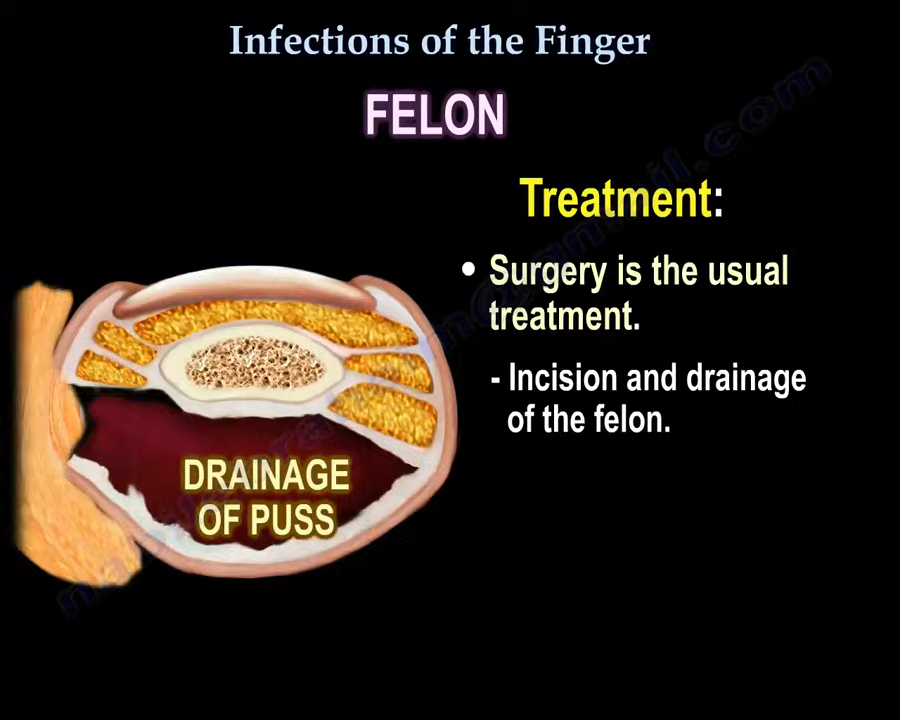 Infections of the Finger
FELON
Treatment:
• Surgery is the usual
treatment.
- Incision and drainage
of the felon.
DRAINAGE
OF PUSS